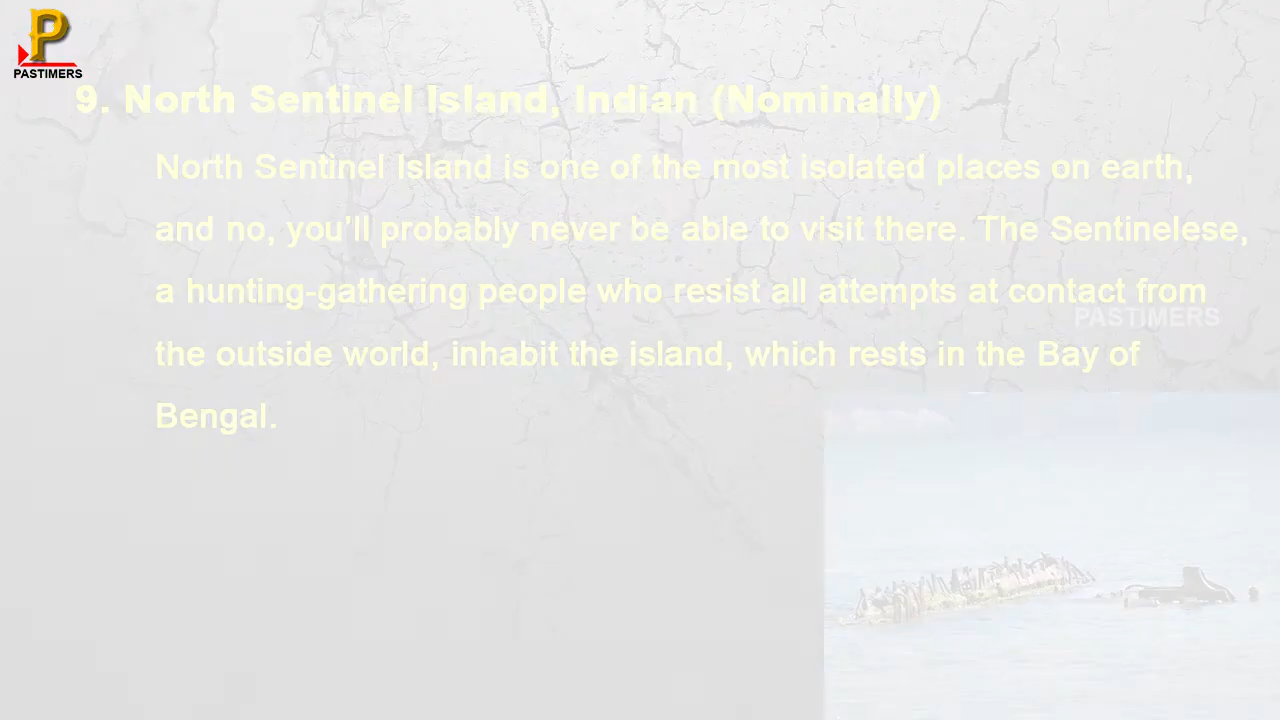 P
PASTIMERS
9. North Sentinel Island, Indian (Nominally)
North Sentinel Island is one of the most isolated places on earth,
and no, you’ll probably never be able to visit there. The Sentinelese,
a hunting-gathering people who resist all attempts at contact from
PASTIMERS
the outside world, inhabit the island, which rests in the Bay of
Bengal.